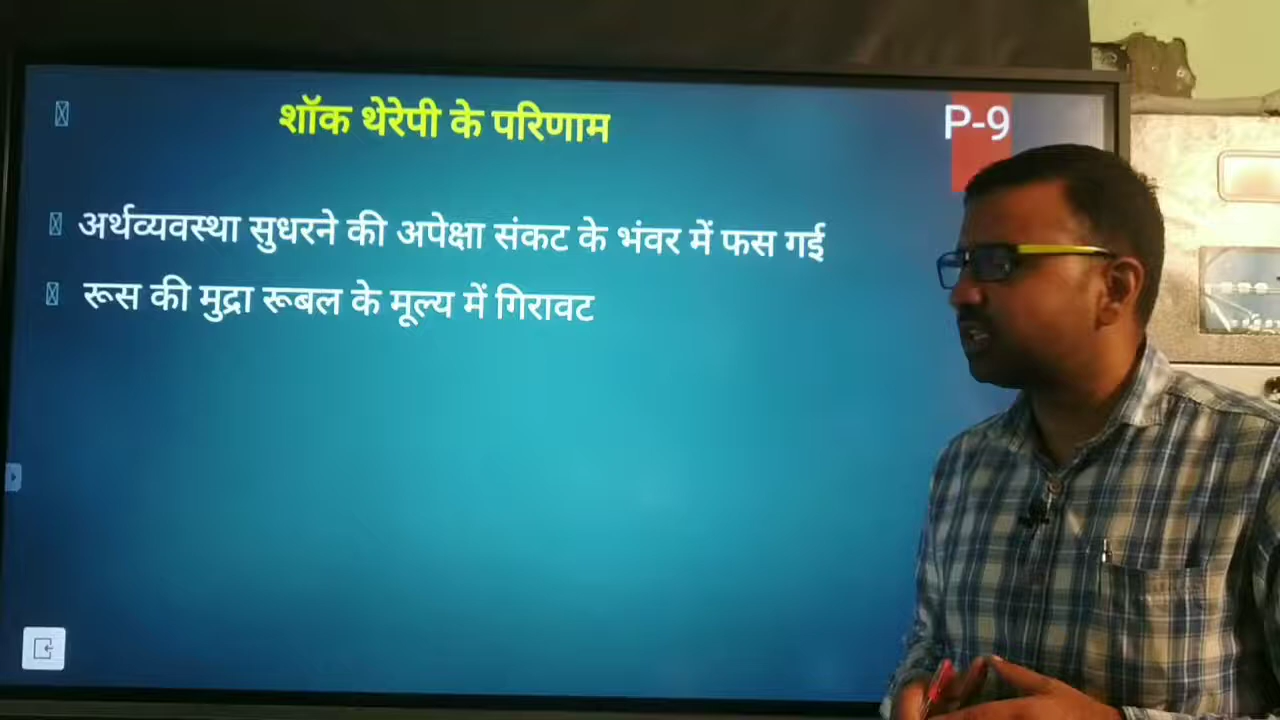 शॉक थेरेपी के परिणाम
P-9
अर्थव्यवस्था सुधरने की अपेक्षा संकट के भंवर में फस गई
रूस की मुद्रा रूबल के मूल्य में गिरावट